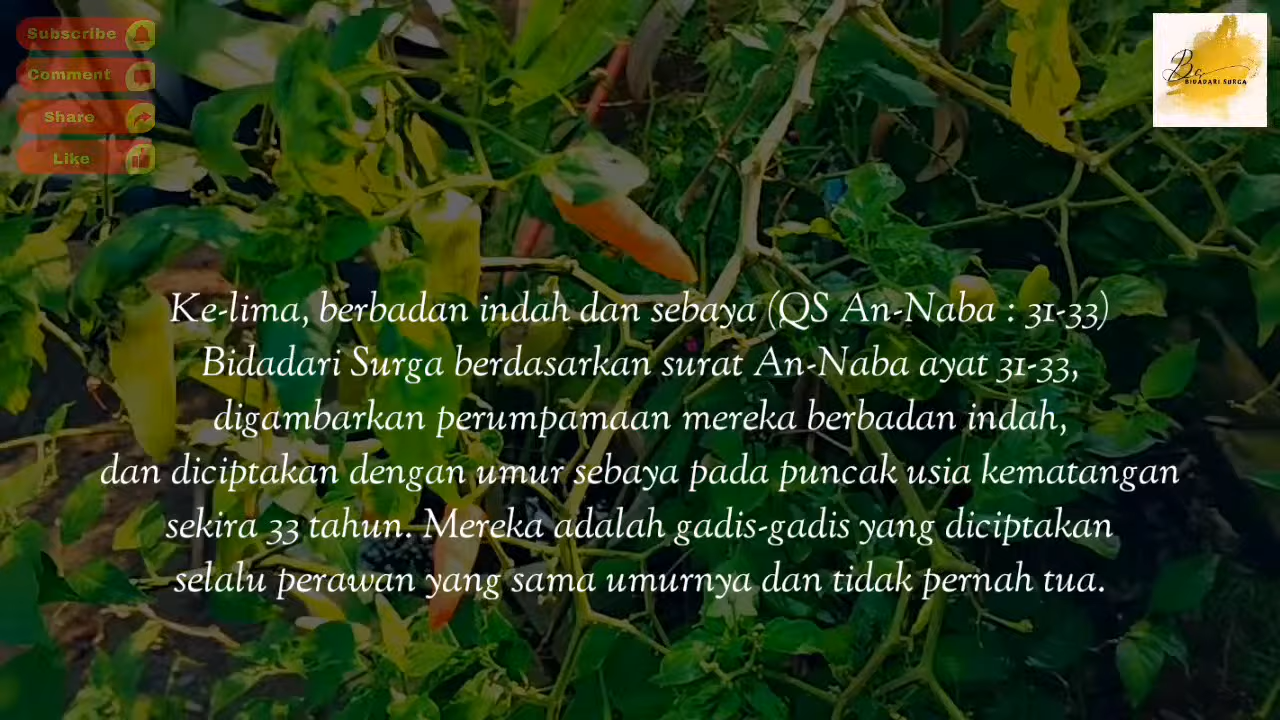 Subscribe
Comment
Share
Like
BIDADARI SURGA
Ke-lima, berbadan indah dan sebaya (QS An-Naba : 31-33)
Bidadari Surga berdasarkan surat An-Naba ayat 31-33,
digambarkan perumpamaan mereka berbadan indah,
dan diciptakan dengan umur sebaya pada puncak usia kematangan
sekira 33 tahun. Mereka adalah gadis-gadis yang diciptakan
selalu perawan yang sama umurnya dan tidak pernah tua.